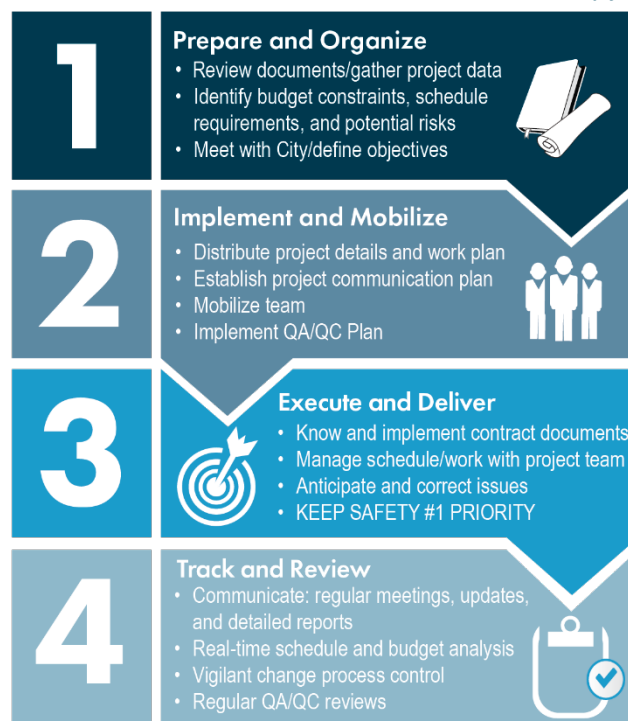 1
Prepare and Organize
• Review documents/gather project data
• Identify budget constraints, schedule
requirements, and potential risks
• Meet with City/define objectives
2
Implement and Mobilize
• Distribute project details and work plan
• Establish project communication plan
• Mobilize team
• Implement QA/QC Plan
3
Execute and Deliver
• Know and implement contract documents
• Manage schedule/work with project team
• Anticipate and correct issues
• KEEP SAFETY #1 PRIORITY
4
Track and Review
• Communicate: regular meetings, updates,
and detailed reports
• Real-time schedule and budget analysis
• Vigilant change process control
• Regular QA/QC reviews